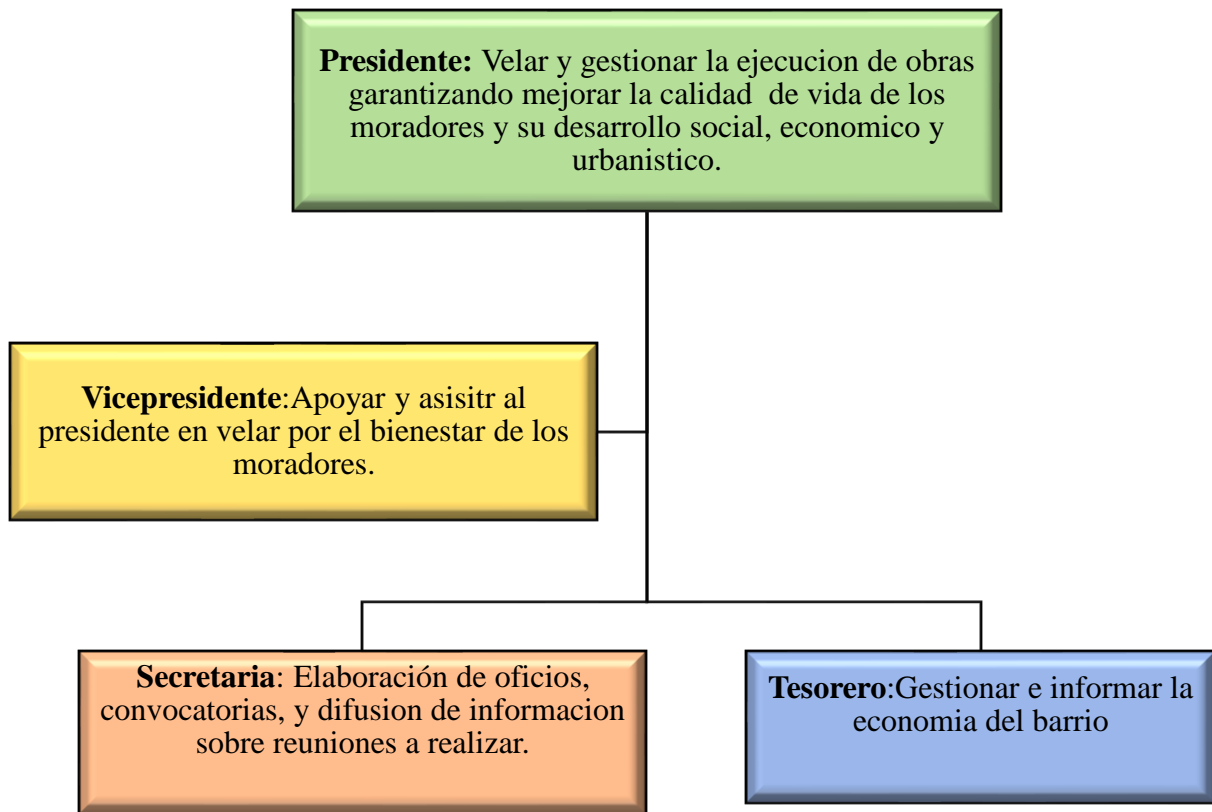 Presidente: Velar y gestionar la ejecucion de obras
garantizando mejorar la calidad de vida de los
moradores y su desarrollo social, economico y
urbanistico.
Vicepresidente:Apoyar y asisitr al
presidente en velar por el bienestar de los
moradores.
Secretaria: Elaboración de oficios,
convocatorias, y difusion de informacion
sobre reuniones a realizar.
Tesorero:Gestionar e informar la
economia del barrio